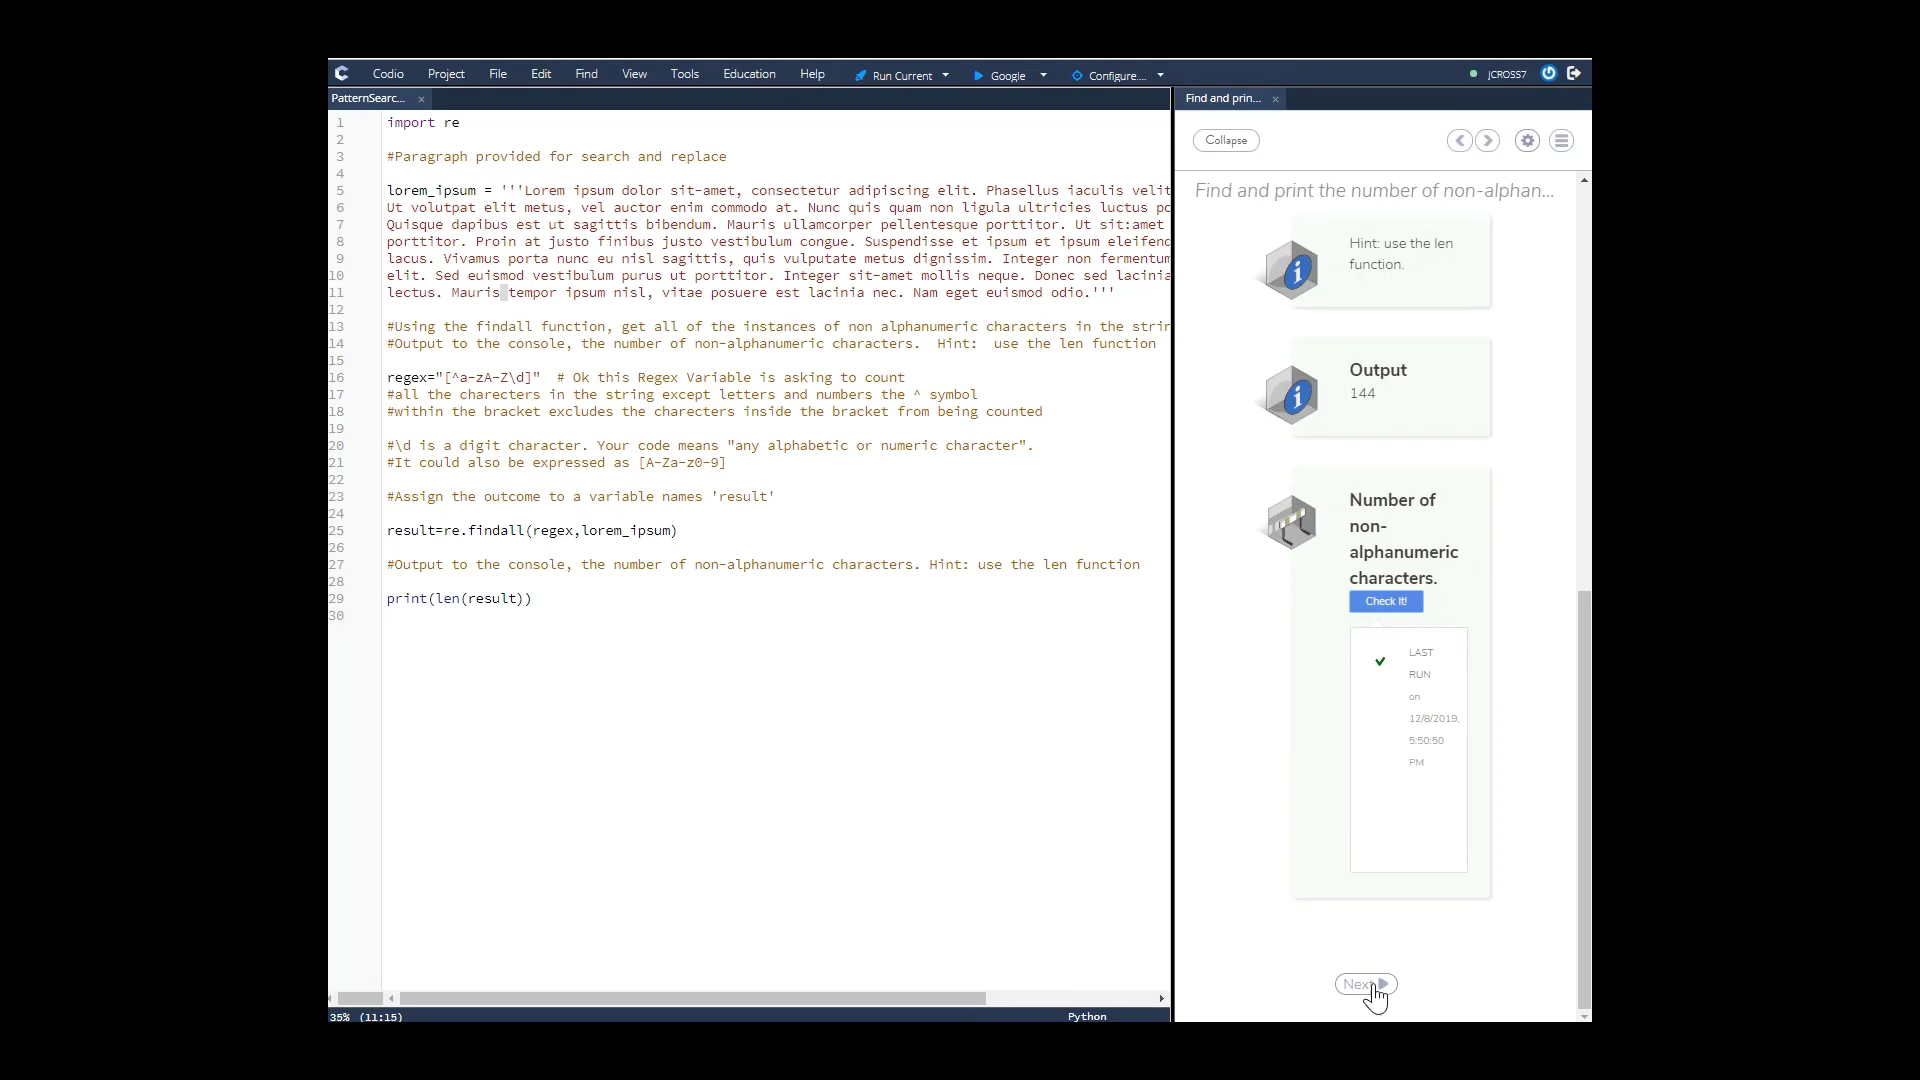 Codio Project File Edit Find View Tools Education Help Run Current Google Configure.... JCROSS7
PatternSearc... ×
1 import re
2
3 #Paragraph provided for search and replace
4
5 lorem_ipsum = '''Lorem ipsum dolor sit-amet, consectetur adipiscing elit. Phasellus iaculis velit
6 Ut volutpat elit metus, vel auctor enim commodo at. Nunc quis quam non ligula ultricies luctus po
7 Quisque dapibus est ut sagittis bibendum. Mauris ullamcorper pellentesque porttitor. Ut sit:amet
8 porttitor. Proin at justo finibus justo vestibulum congue. Suspendisse et ipsum et ipsum eleifend
9 lacus. Vivamus porta nunc eu nisl sagittis, quis vulputate metus dignissim. Integer non fermentum
10 elit. Sed euismod vestibulum purus ut porttitor. Integer sit-amet mollis neque. Donec sed lacinia
11 lectus. Mauris tempor ipsum nisl, vitae posuere est lacinia nec. Nam eget euismod odio.'''
12
13 #Using the findall function, get all of the instances of non alphanumeric characters in the strin
14 #Output to the console, the number of non-alphanumeric characters.  Hint:  use the len function
15
16 regex="[^a-zA-Z\d]"  # Ok this Regex Variable is asking to count
17 #all the charecters in the string except letters and numbers the ^ symbol
18 #within the bracket excludes the charecters inside the bracket from being counted
19
20 #\d is a digit character. Your code means "any alphabetic or numeric character".
21 #It could also be expressed as [A-Za-z0-9]
22
23 #Assign the outcome to a variable names 'result'
24
25 result=re.findall(regex,lorem_ipsum)
26
27 #Output to the console, the number of non-alphanumeric characters. Hint: use the len function
28
29 print(len(result))
30
35% (11:15) Python
Find and prin... ×
Collapse
Find and print the number of non-alphan...
Hint: use the len
function.
Output
144
Number of
non-
alphanumeric
characters.
Check It!
LAST
RUN
on
12/8/2019,
5:50:50
PM
Next